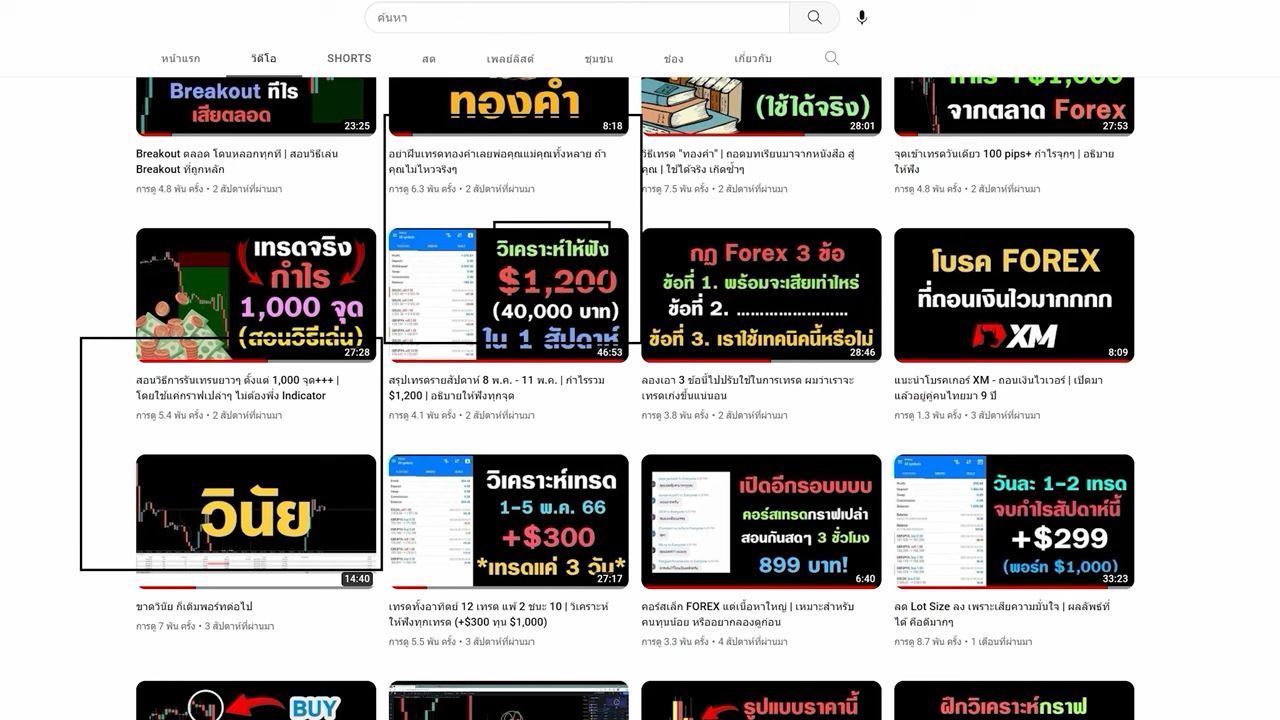 ค้นหา
หน้าแรก
วิดีโอ
SHORTS
สด
เพลย์ลิสต์
ชุมชน
ช่อง
เกี่ยวกับ
Breakout ทีไร
เสียตลอด
23:25
ทองคำ
8:18
(ใช้ได้จริง)
28:01
กำไร +$1,000
จากตลาด Forex
27:53
Breakout ตลอด โดนหลอกทุกที | สอนวิธีเล่น
Breakout ที่ถูกหลัก
การดู 4.8 พัน ครั้ง • 2 สัปดาห์ที่ผ่านมา
อย่าฝืนเทรดทองคำเลยพ่อคุณแม่คุณทั้งหลาย ถ้า
คุณไม่ไหวจริงๆ
การดู 6.3 พัน ครั้ง • 2 สัปดาห์ที่ผ่านมา
วิธีเทรด "ทองคำ" | ถอดบทเรียนมาจากหนังสือ สู่
คุณ | ใช้ได้จริง เกิดซ้ำๆ
การดู 7.5 พัน ครั้ง • 2 สัปดาห์ที่ผ่านมา
จุดเข้าเทรดวันเดียว 100 pips+ กำไรจุกๆ | อธิบาย
ให้ฟัง
การดู 4.8 พัน ครั้ง • 2 สัปดาห์ที่ผ่านมา
เทรดจริง
กำไร
1,000 จุด
(สอนวิธีเล่น)
27:28
วิเคราะห์ให้ฟัง
$1,200
(40,000 บาท)
ใน 1 สัปดาห์
46:53
กฎ Forex 3 ข้อ
ข้อที่ 1. พร้อมจะเสียเท่าไหร่
ข้อที่ 2. ........................
ข้อที่ 3. เราใช้เทคนิคนี้หรือไม่
28:46
โบรค FOREX
ที่ถอนเงินไวมากกกก
XM
8:09
สอนวิธีการรันเทรนยาวๆ ตั้งแต่ 1,000 จุด+++ |
โดยใช้แค่กราฟเปล่าๆ ไม่ต้องพึ่ง Indicator
การดู 5.4 พัน ครั้ง • 2 สัปดาห์ที่ผ่านมา
สรุปเทรดรายสัปดาห์ 8 พ.ค. - 11 พ.ค. | กำไรรวม
$1,200 | อธิบายให้ฟังทุกจุด
การดู 4.1 พัน ครั้ง • 2 สัปดาห์ที่ผ่านมา
ลองเอา 3 ข้อนี้ไปปรับใช้ในการเทรด ผมว่าเราจะ
เทรดเก่งขึ้นแน่นอน
การดู 3.8 พัน ครั้ง • 2 สัปดาห์ที่ผ่านมา
แนะนำโบรคเกอร์ XM - ถอนเงินไวเวอร์ | เปิดมา
แล้วอยู่คู่คนไทยมา 9 ปี
การดู 1.3 พัน ครั้ง • 3 สัปดาห์ที่ผ่านมา
วินัย
14:40
วิเคราะห์เทรด
1-5 พ.ค. 66
+$300
*เทรดแค่ 3 วัน*
27:17
เปิดอีกรอบบบบ
คอร์สเทรดกราฟเปล่า
สอนกันสดๆ 3 ชั่วโมง
899 บาท!
6:40
วันละ 1-2 เทรด
จบกำไรสัปดาห์นี้
+$299
(พอร์ท $1,000)
33:23
ขาดวินัย ก็เติมพอร์ทต่อไป
การดู 7 พัน ครั้ง • 3 สัปดาห์ที่ผ่านมา
เทรดทั้งอาทิตย์ 12 เทรด แพ้ 2 ชนะ 10 | วิเคราะห์
ให้ฟังทุกเทรด (+$300 ทุน $1,000)
การดู 5.5 พัน ครั้ง • 3 สัปดาห์ที่ผ่านมา
คอร์สเล็ก FOREX แต่เนื้อหาใหญ่ | เหมาะสำหรับ
คนทุนน้อย หรืออยากลองดูก่อน
การดู 3.3 พัน ครั้ง • 4 สัปดาห์ที่ผ่านมา
ลด Lot Size ลง เพราะเสียความมั่นใจ | ผลลัพธ์ที่
ได้ คือดีมากๆ
การดู 8.7 พัน ครั้ง • 1 เดือนที่ผ่านมา
BUY
รูปแบบราคานี้
ฝึกวิเคราะห์กราฟ